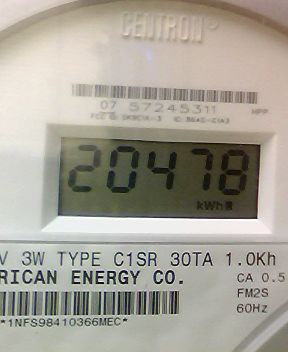 CENTRON®
07 57245311
HPP
20478
kWh
V 3W TYPE C1SR 30TA 1.0Kh
RICAN ENERGY CO.
CA 0.5
FM2S
60Hz
*1NFS98410366MEC*